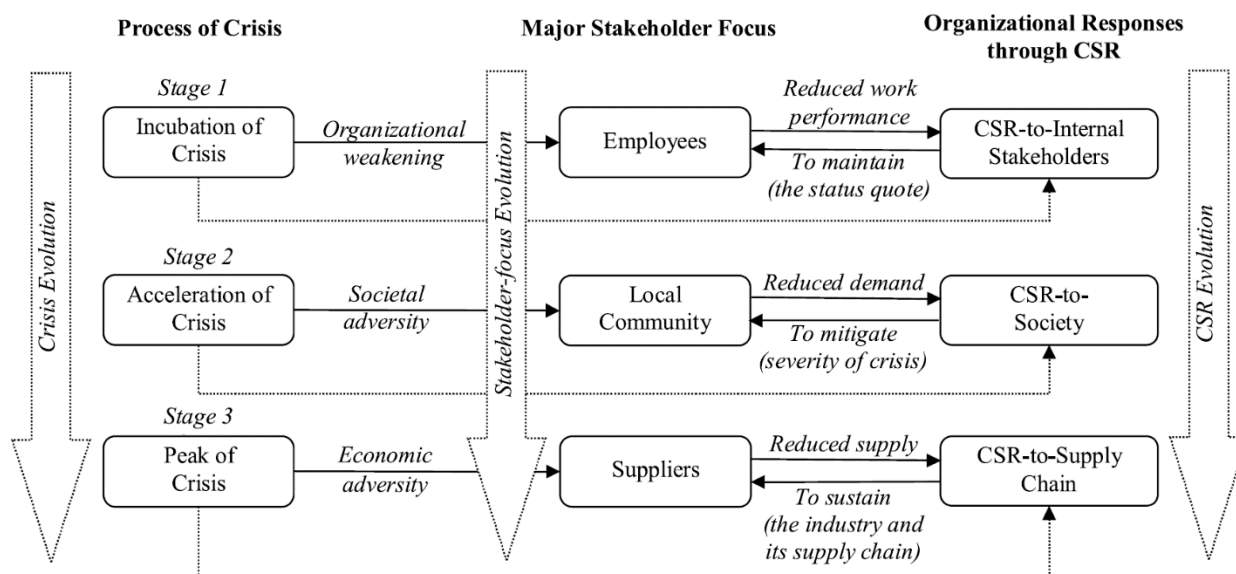 Process of Crisis
Major Stakeholder Focus
Organizational Responses
through CSR
Crisis Evolution
Stakeholder-focus Evolution
CSR Evolution
Stage 1
Incubation of
Crisis
Organizational
weakening
Employees
Reduced work
performance
To maintain
(the status quote)
CSR-to-Internal
Stakeholders
Stage 2
Acceleration of
Crisis
Societal
adversity
Local
Community
Reduced demand
To mitigate
(severity of crisis)
CSR-to-
Society
Stage 3
Peak of
Crisis
Economic
adversity
Suppliers
Reduced supply
To sustain
(the industry and
its supply chain)
CSR-to-Supply
Chain